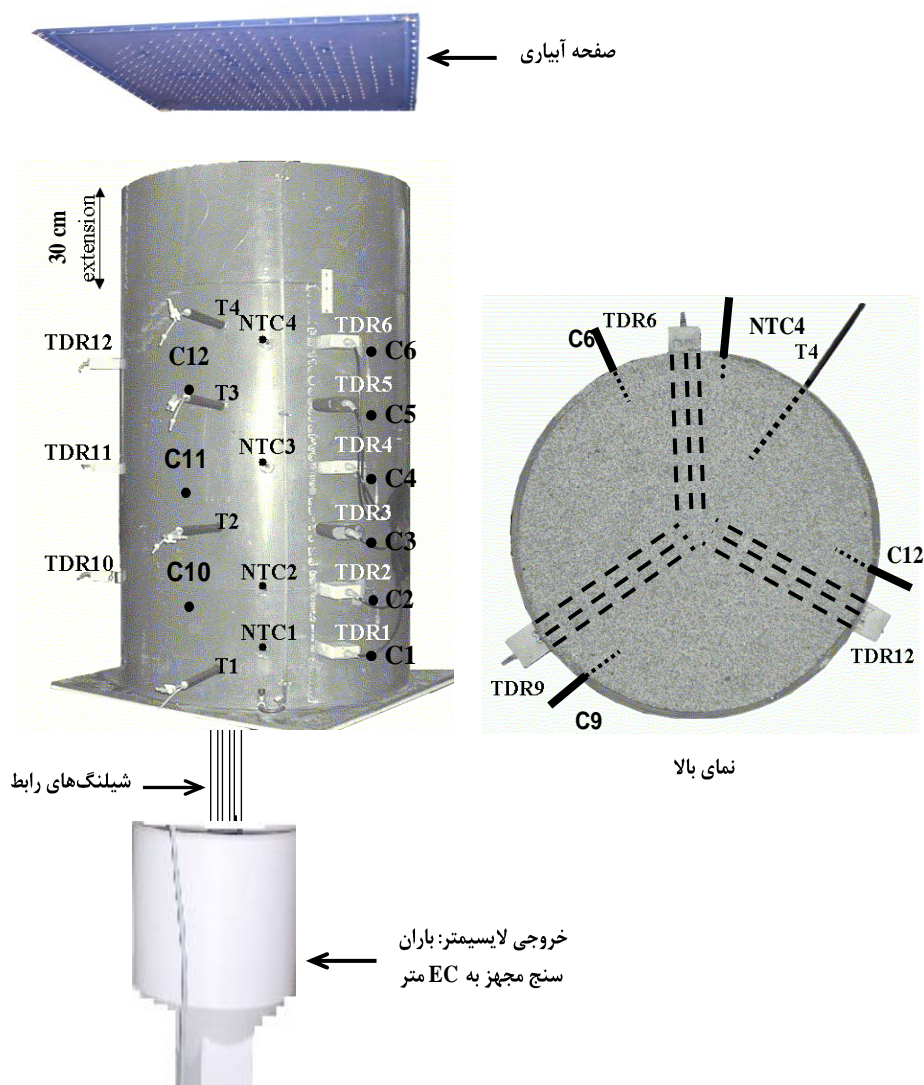 صفحه آبیاری
30 cm
extension
T4
NTC4
TDR6
C6
TDR12
C12
T3
TDR5
C5
NTC3
TDR4
C4
TDR11
C11
T2
TDR3
C3
TDR10
C10
NTC2
TDR2
C2
NTC1
TDR1
C1
T1
C6
TDR6
NTC4
T4
C12
TDR12
TDR9
C9
نمای بالا
شیلنگ‌های رابط
خروجی لایسیمتر: باران
سنج مجهز به EC متر